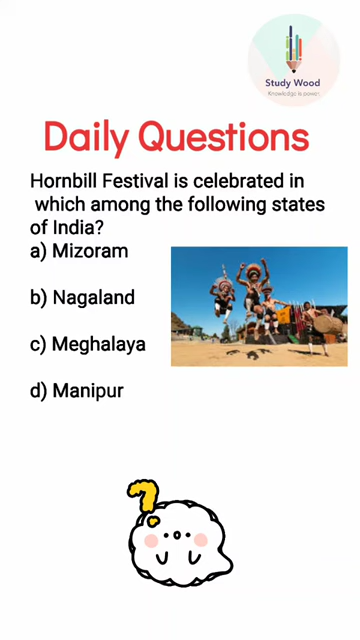 Study Wood
Knowledge is power.
Daily Questions
Hornbill Festival is celebrated in
which among the following states
of India?
a) Mizoram
b) Nagaland
c) Meghalaya
d) Manipur
?